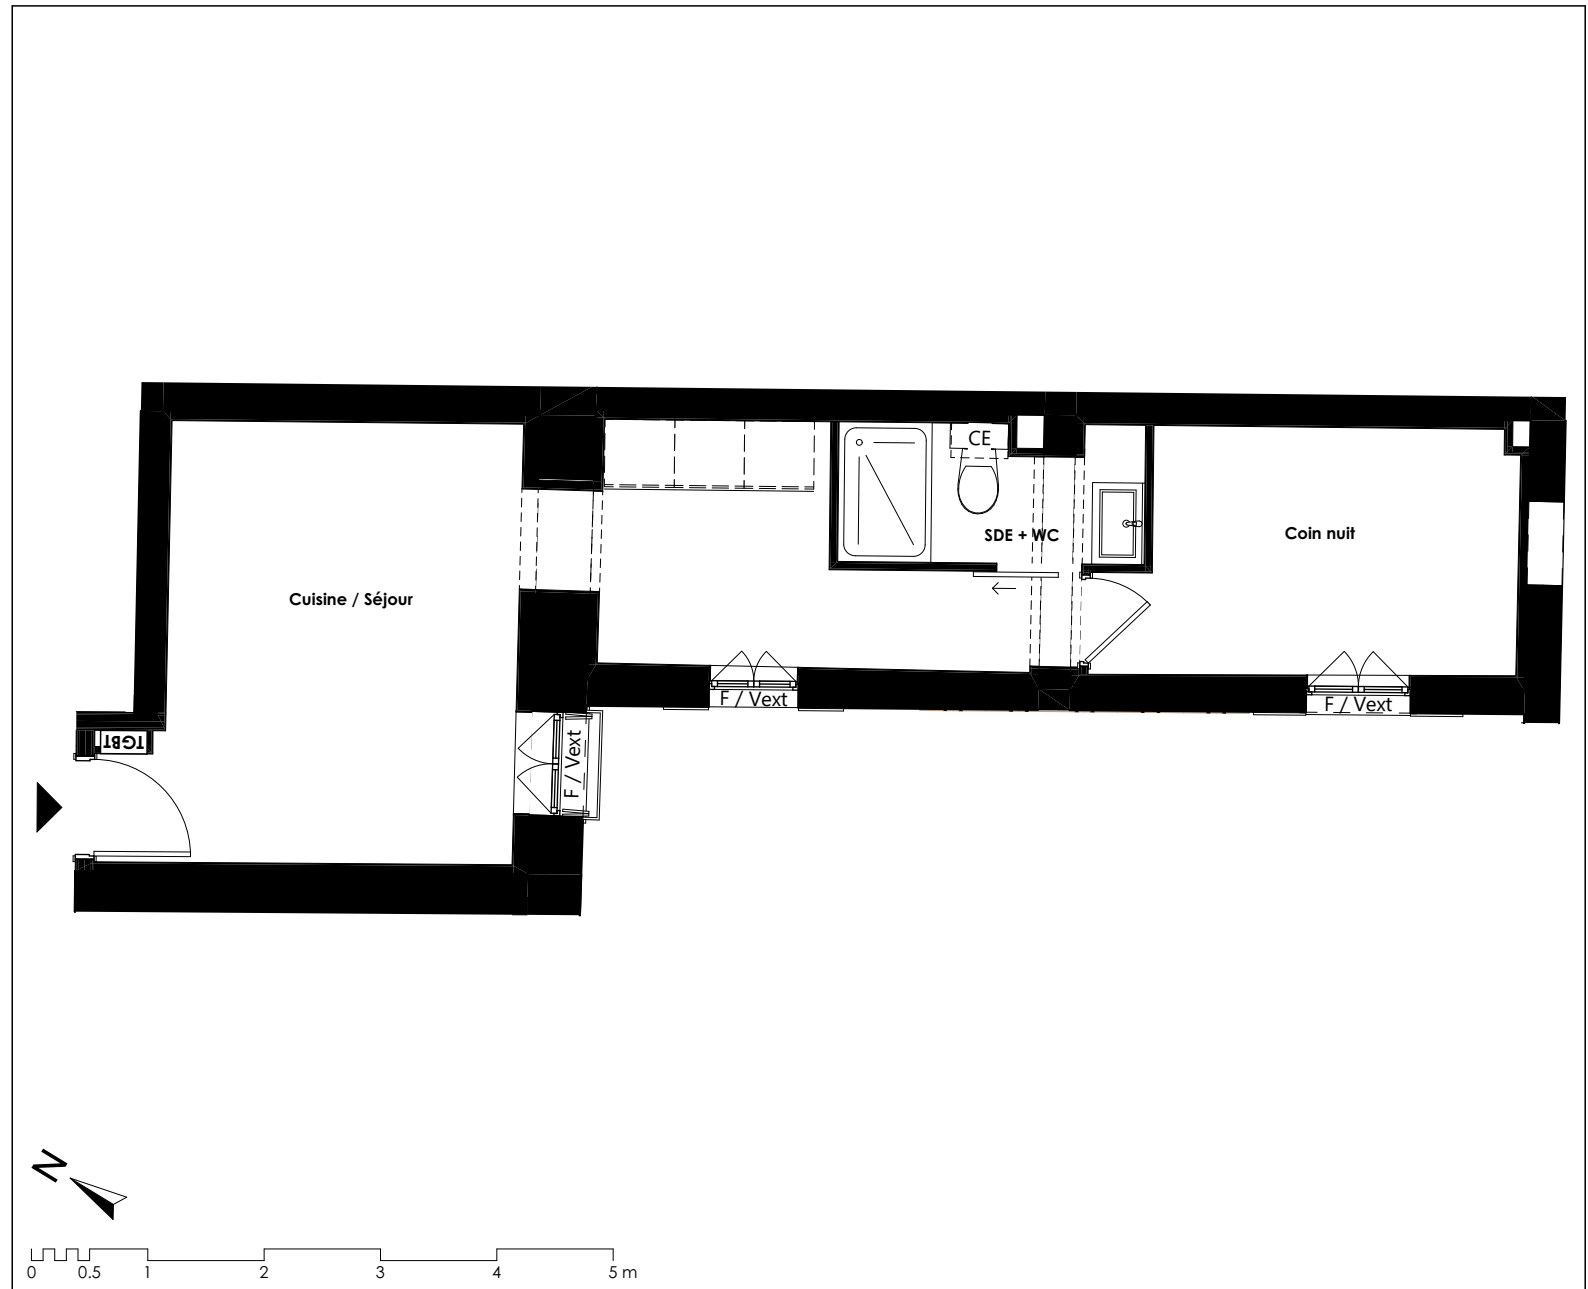 CE
SDE + WC
Coin nuit
Cuisine / Séjour
F / Vext
F / Vext
F / Vext
TGBT
N
0 0.5 1 2 3 4 5 m